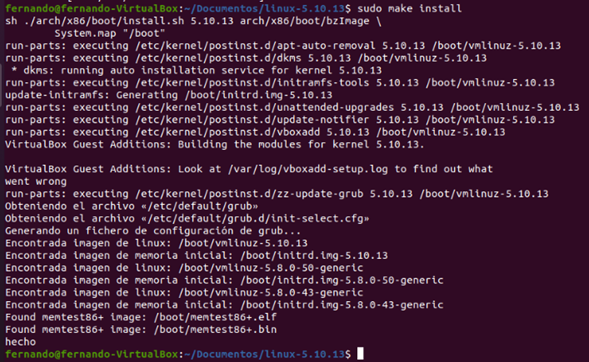 fernando@fernando-VirtualBox:~/Documentos/linux-5.10.13$ sudo make install
sh ./arch/x86/boot/install.sh 5.10.13 arch/x86/boot/bzImage \
System.map "/boot"
run-parts: executing /etc/kernel/postinst.d/apt-auto-removal 5.10.13 /boot/vmlinuz-5.10.13
run-parts: executing /etc/kernel/postinst.d/dkms 5.10.13 /boot/vmlinuz-5.10.13
* dkms: running auto installation service for kernel 5.10.13
run-parts: executing /etc/kernel/postinst.d/initramfs-tools 5.10.13 /boot/vmlinuz-5.10.13
update-initramfs: Generating /boot/initrd.img-5.10.13
run-parts: executing /etc/kernel/postinst.d/unattended-upgrades 5.10.13 /boot/vmlinuz-5.10.13
run-parts: executing /etc/kernel/postinst.d/update-notifier 5.10.13 /boot/vmlinuz-5.10.13
run-parts: executing /etc/kernel/postinst.d/vboxadd 5.10.13 /boot/vmlinuz-5.10.13
VirtualBox Guest Additions: Building the modules for kernel 5.10.13.
VirtualBox Guest Additions: Look at /var/log/vboxadd-setup.log to find out what
went wrong
run-parts: executing /etc/kernel/postinst.d/zz-update-grub 5.10.13 /boot/vmlinuz-5.10.13
Obteniendo el archivo «/etc/default/grub»
Obteniendo el archivo «/etc/default/grub.d/init-select.cfg»
Generando un fichero de configuración de grub...
Encontrada imagen de linux: /boot/vmlinuz-5.10.13
Encontrada imagen de memoria inicial: /boot/initrd.img-5.10.13
Encontrada imagen de linux: /boot/vmlinuz-5.8.0-50-generic
Encontrada imagen de memoria inicial: /boot/initrd.img-5.8.0-50-generic
Encontrada imagen de linux: /boot/vmlinuz-5.8.0-43-generic
Encontrada imagen de memoria inicial: /boot/initrd.img-5.8.0-43-generic
Found memtest86+ image: /boot/memtest86+.elf
Found memtest86+ image: /boot/memtest86+.bin
hecho
fernando@fernando-VirtualBox:~/Documentos/linux-5.10.13$